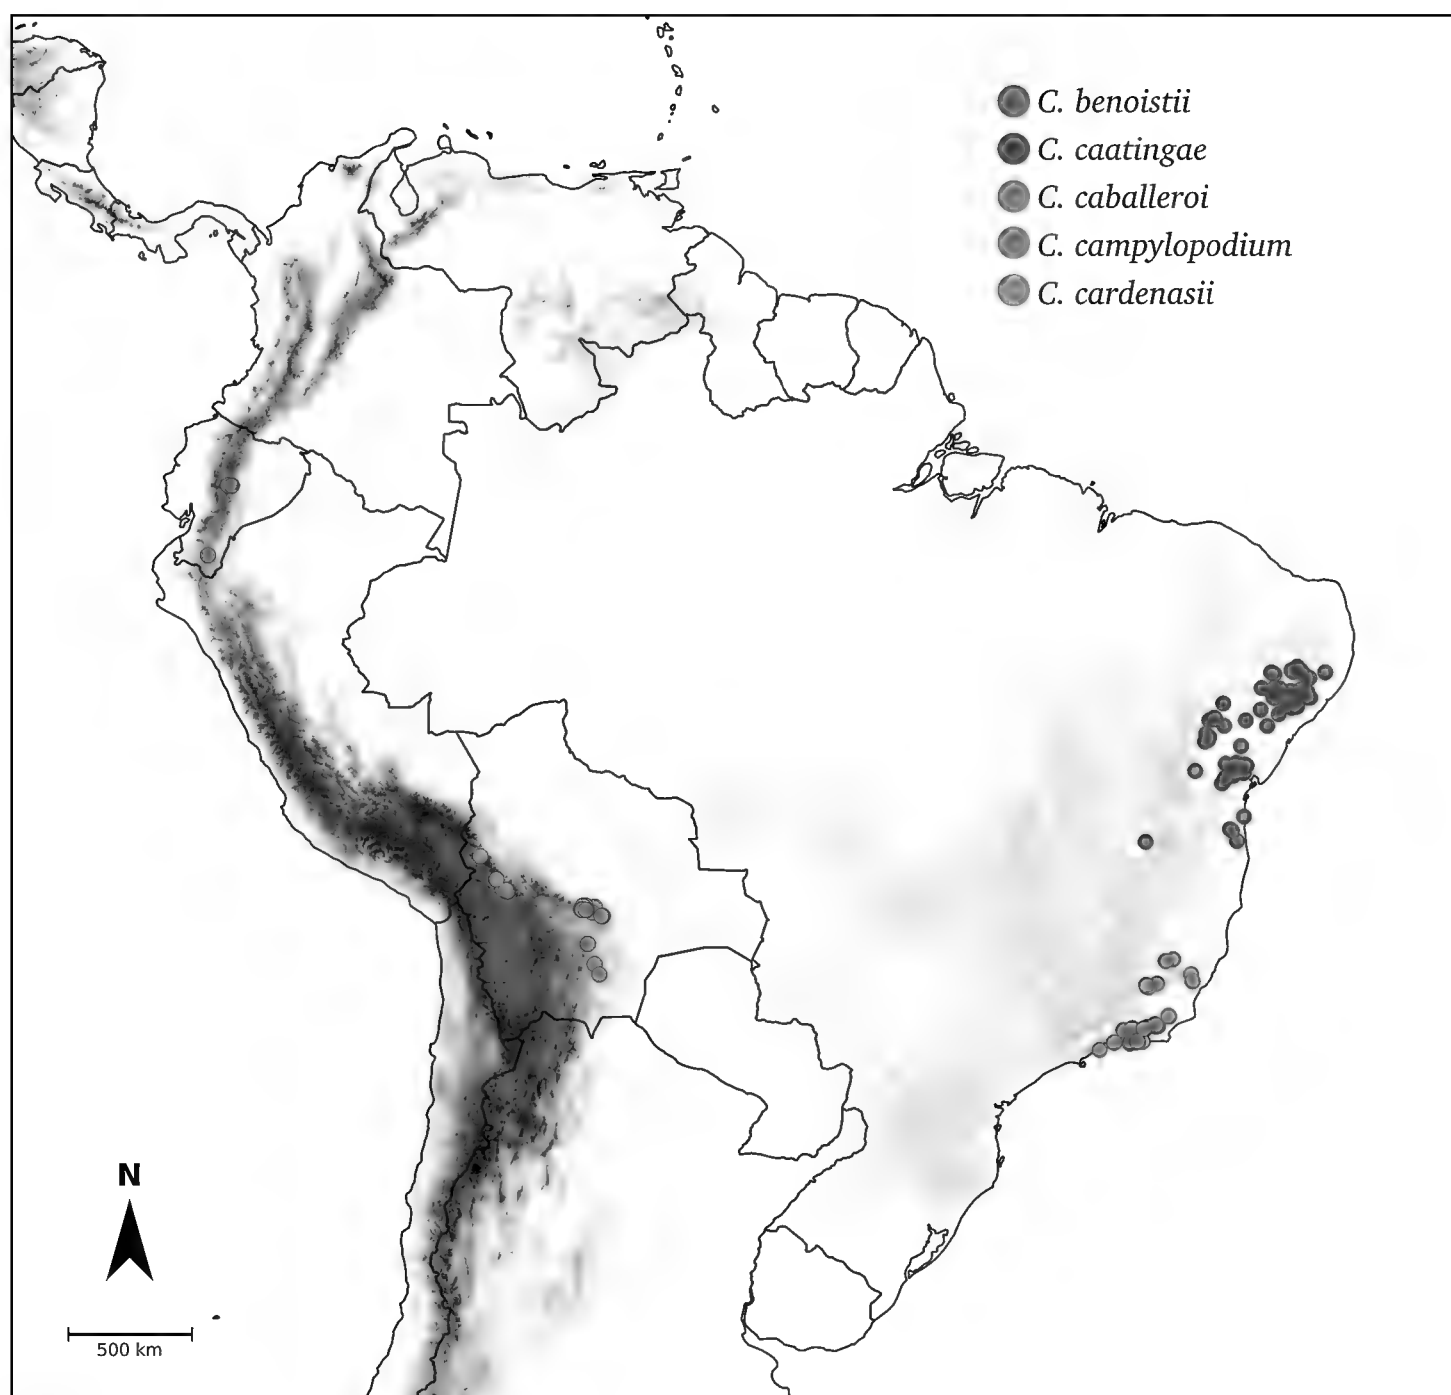 C. benoistii
C. caatingae
C. caballeroi
C. campylopodium
C. cardenasii
N
500 km